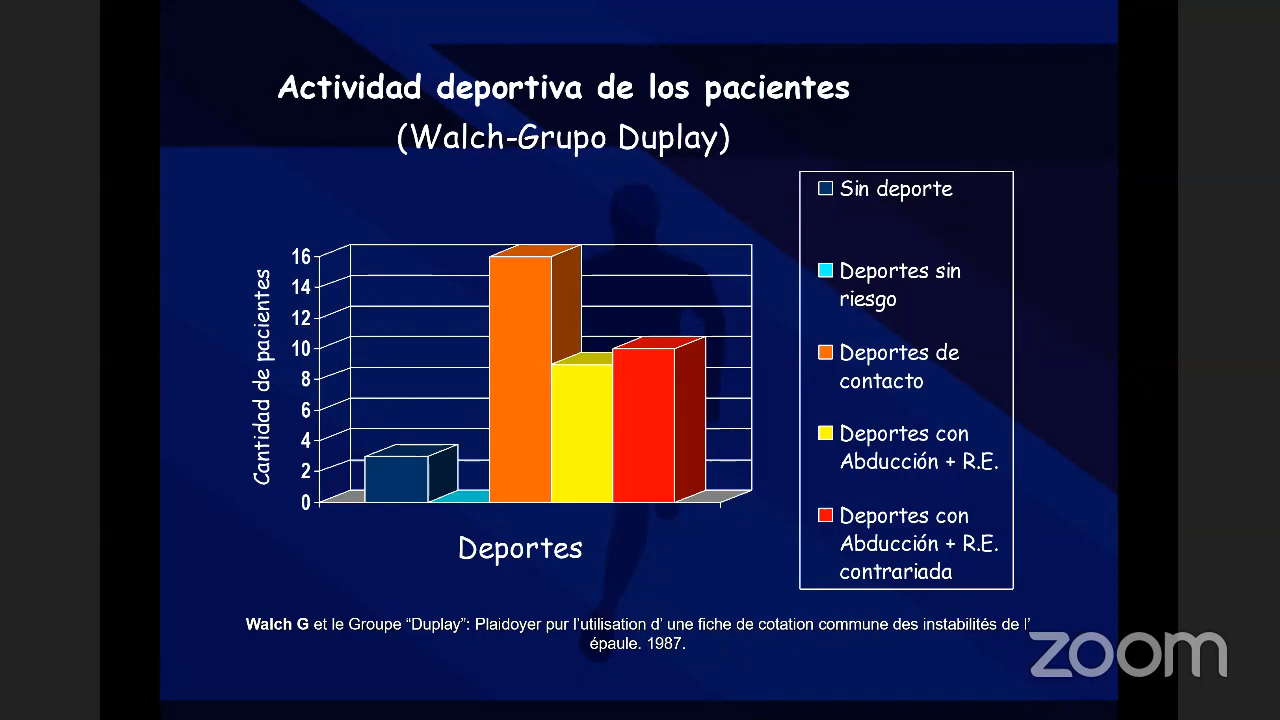 Actividad deportiva de los pacientes
(Walch-Grupo Duplay)
Sin deporte
Deportes sin
riesgo
Deportes de
contacto
Deportes con
Abducción + R.E.
Deportes con
Abducción + R.E.
contrariada
Cantidad de pacientes
16
14
12
10
8
6
4
2
0
Deportes
Walch G et le Groupe “Duplay”: Plaidoyer pur l’utilisation d’ une fiche de cotation commune des instabilités de l’
épaule. 1987.
zoom